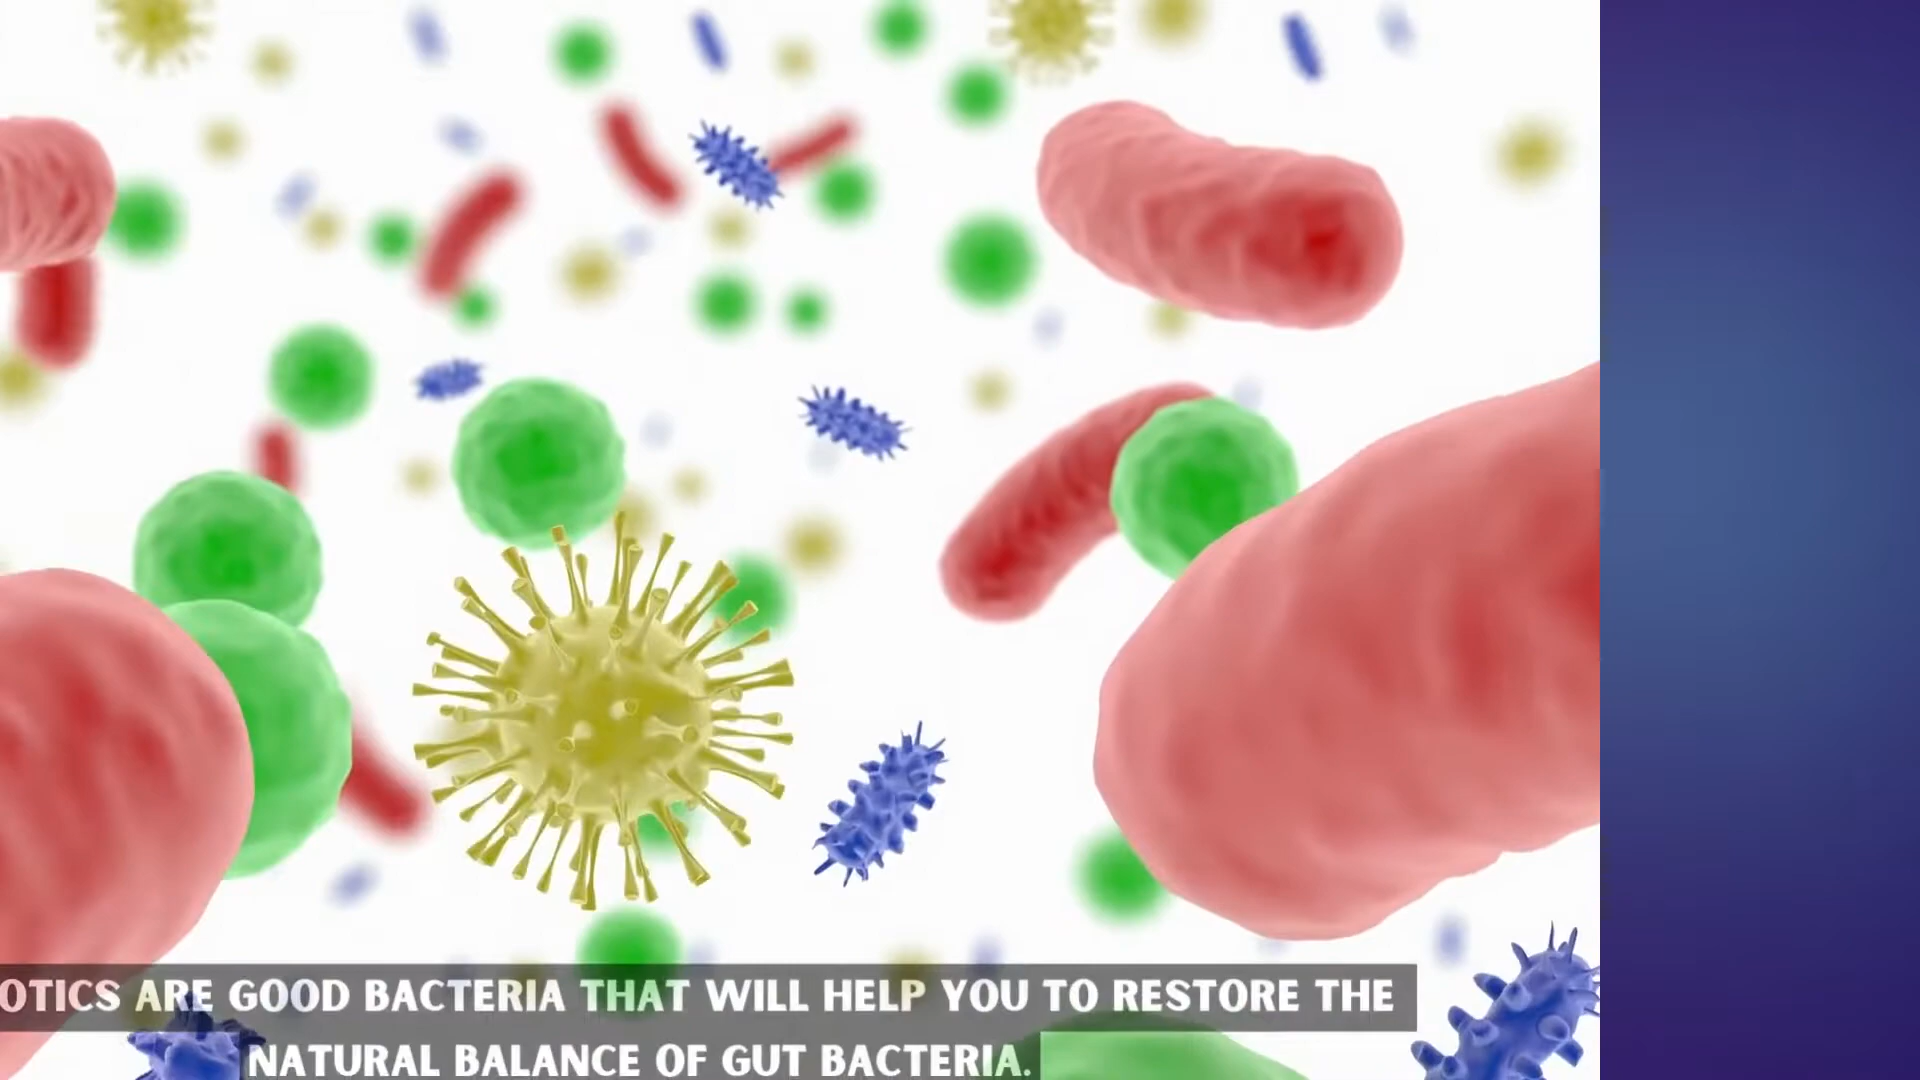 OTICS ARE GOOD BACTERIA THAT WILL HELP YOU TO RESTORE THE
NATURAL BALANCE OF GUT BACTERIA.